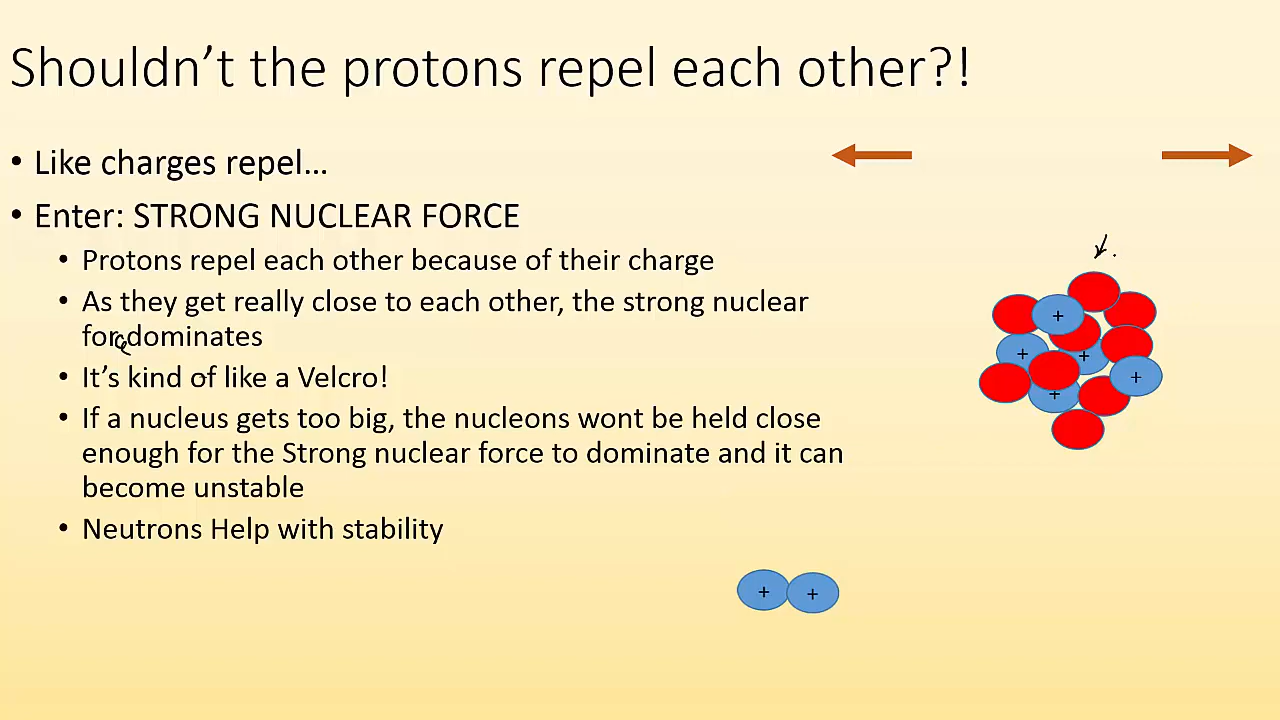 Shouldn't the protons repel each other?!
• Like charges repel…
• Enter: STRONG NUCLEAR FORCE
• Protons repel each other because of their charge
• As they get really close to each other, the strong nuclear
force dominates
• It's kind of like a Velcro!
• If a nucleus gets too big, the nucleons wont be held close
enough for the Strong nuclear force to dominate and it can
become unstable
• Neutrons Help with stability
+
+ +
+
+
+ +